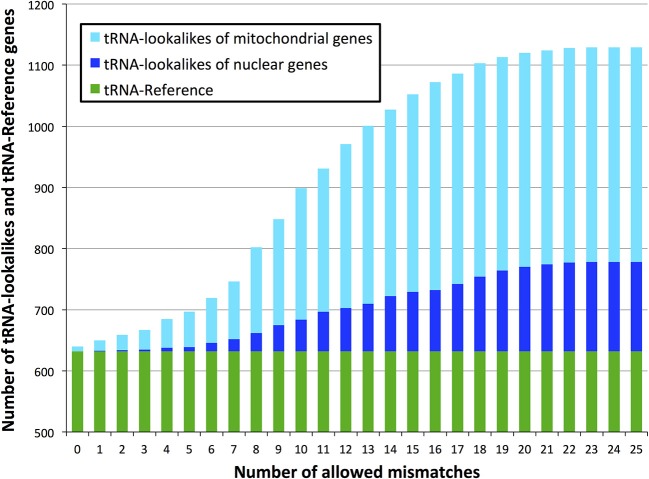 Number of tRNA-lookalikes and tRNA-Reference genes
1200
1100
1000
900
800
700
600
500
tRNA-lookalikes of mitochondrial genes
tRNA-lookalikes of nuclear genes
tRNA-Reference
0 1 2 3 4 5 6 7 8 9 10 11 12 13 14 15 16 17 18 19 20 21 22 23 24 25
Number of allowed mismatches